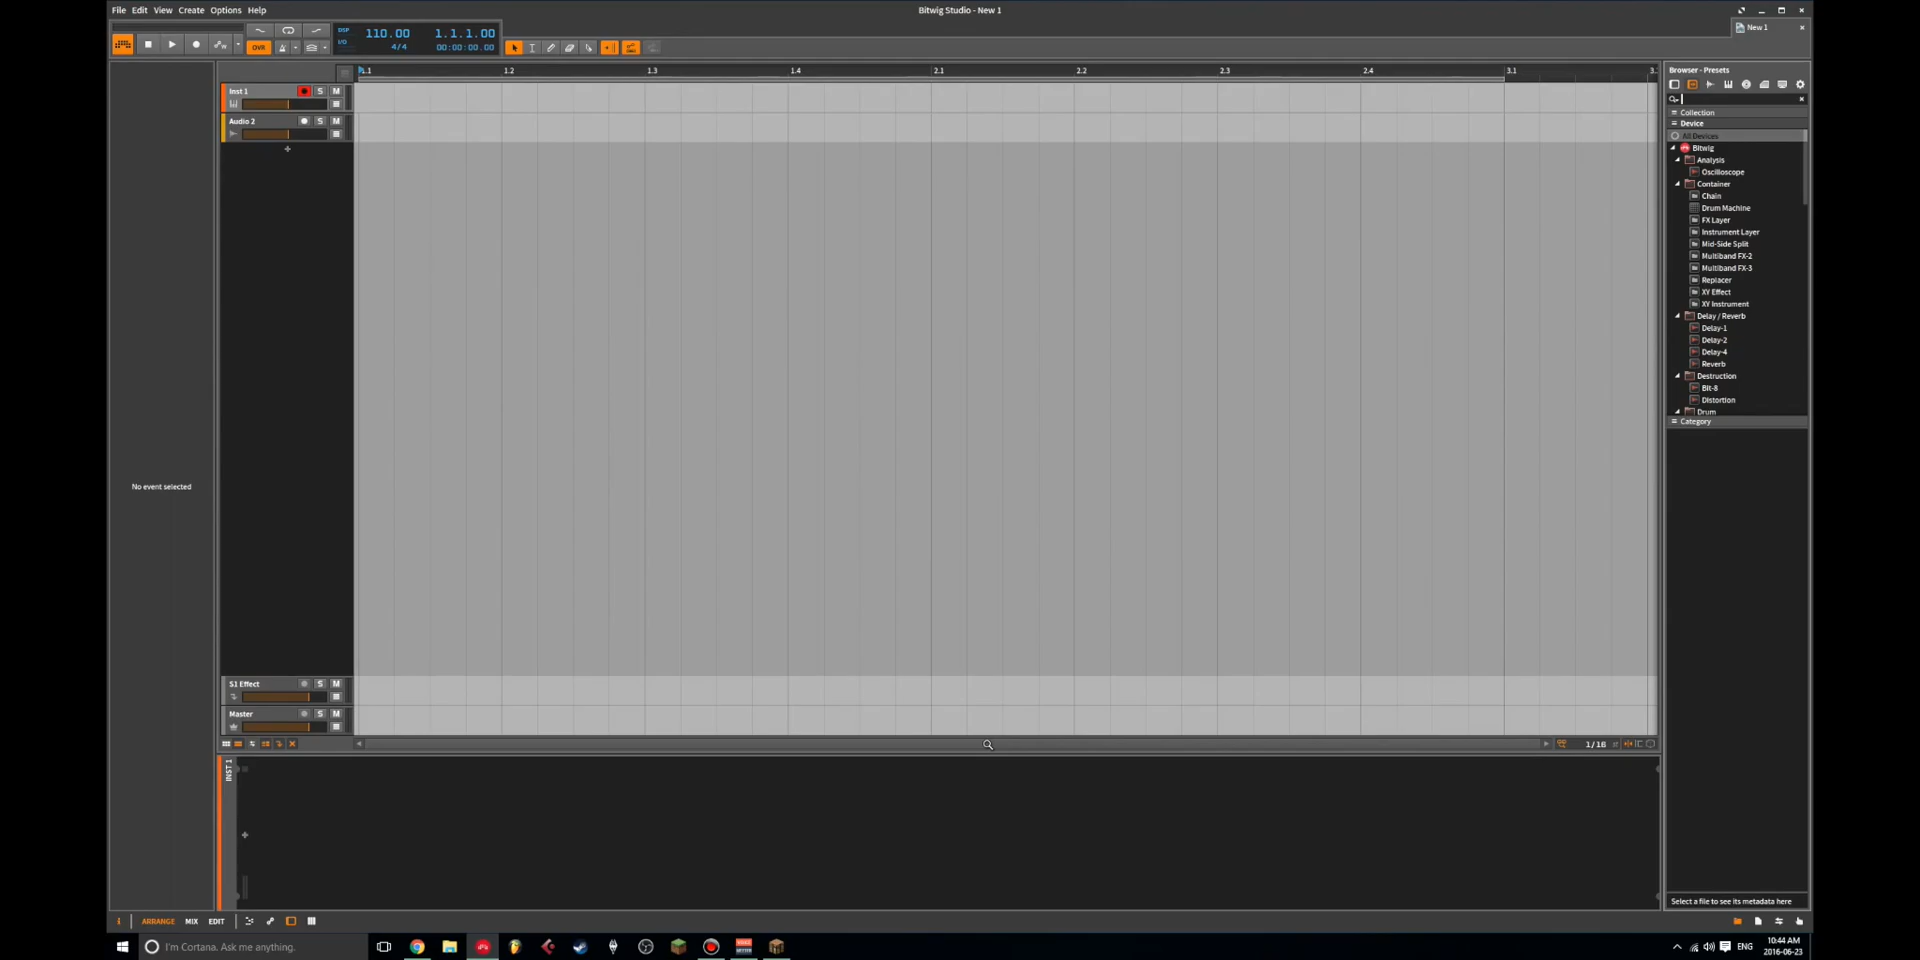 File Edit View Create Options Help
Bitwig Studio - New 1
New 1
OVR
DSP
I/O
110.00
4/4
1.1.1.00
00:00:00.00
1.1 1.2 1.3 1.4 2.1 2.2 2.3 2.4 3.1
Inst 1
S M
Audio 2
S M
No event selected
S1 Effect
S M
Master
S M
1/16
INST 1
Browser - Presets
Collection
Device
All Devices
Bitwig
Analysis
Oscilloscope
Container
Chain
Drum Machine
FX Layer
Instrument Layer
Mid-Side Split
Multiband FX-2
Multiband FX-3
Replacer
XY Effect
XY Instrument
Delay / Reverb
Delay-1
Delay-2
Delay-4
Reverb
Destruction
Bit-8
Distortion
Drum
Category
Select a file to see its metadata here
i ARRANGE MIX EDIT
I'm Cortana. Ask me anything.
ENG
10:44 AM
2016-06-23